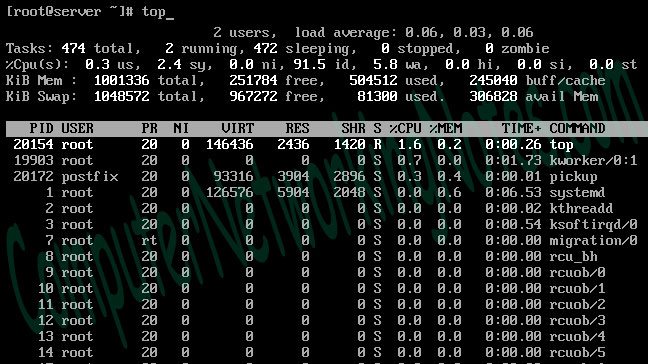 [root@server ~]# top_
2 users, load average: 0.06, 0.03, 0.06
Tasks: 474 total, 2 running, 472 sleeping, 0 stopped, 0 zombie
%Cpu(s): 0.3 us, 2.4 sy, 0.0 ni, 91.5 id, 5.8 wa, 0.0 hi, 0.0 si, 0.0 st
KiB Mem : 1001336 total, 251784 free, 504512 used, 245040 buff/cache
KiB Swap: 1048572 total, 967272 free, 81300 used. 306828 avail Mem
PID USER PR NI VIRT RES SHR S %CPU %MEM TIME+ COMMAND
20154 root 20 0 146436 2436 1420 R 1.6 0.2 0:00.26 top
19903 root 20 0 0 0 0 S 0.7 0.0 0:01.73 kworker/0:1
20172 postfix 20 0 93316 3904 2896 S 0.3 0.4 0:00.01 pickup
1 root 20 0 126576 5904 2048 S 0.0 0.6 0:06.53 systemd
2 root 20 0 0 0 0 S 0.0 0.0 0:00.02 kthreadd
3 root 20 0 0 0 0 S 0.0 0.0 0:00.54 ksoftirqd/0
7 root rt 0 0 0 0 S 0.0 0.0 0:00.00 migration/0
8 root 20 0 0 0 0 S 0.0 0.0 0:00.00 rcu_bh
9 root 20 0 0 0 0 S 0.0 0.0 0:00.00 rcuob/0
10 root 20 0 0 0 0 S 0.0 0.0 0:00.00 rcuob/1
11 root 20 0 0 0 0 S 0.0 0.0 0:00.00 rcuob/2
12 root 20 0 0 0 0 S 0.0 0.0 0:00.00 rcuob/3
13 root 20 0 0 0 0 S 0.0 0.0 0:00.00 rcuob/4
14 root 20 0 0 0 0 S 0.0 0.0 0:00.00 rcuob/5
ComputerNetworkingNotes.com